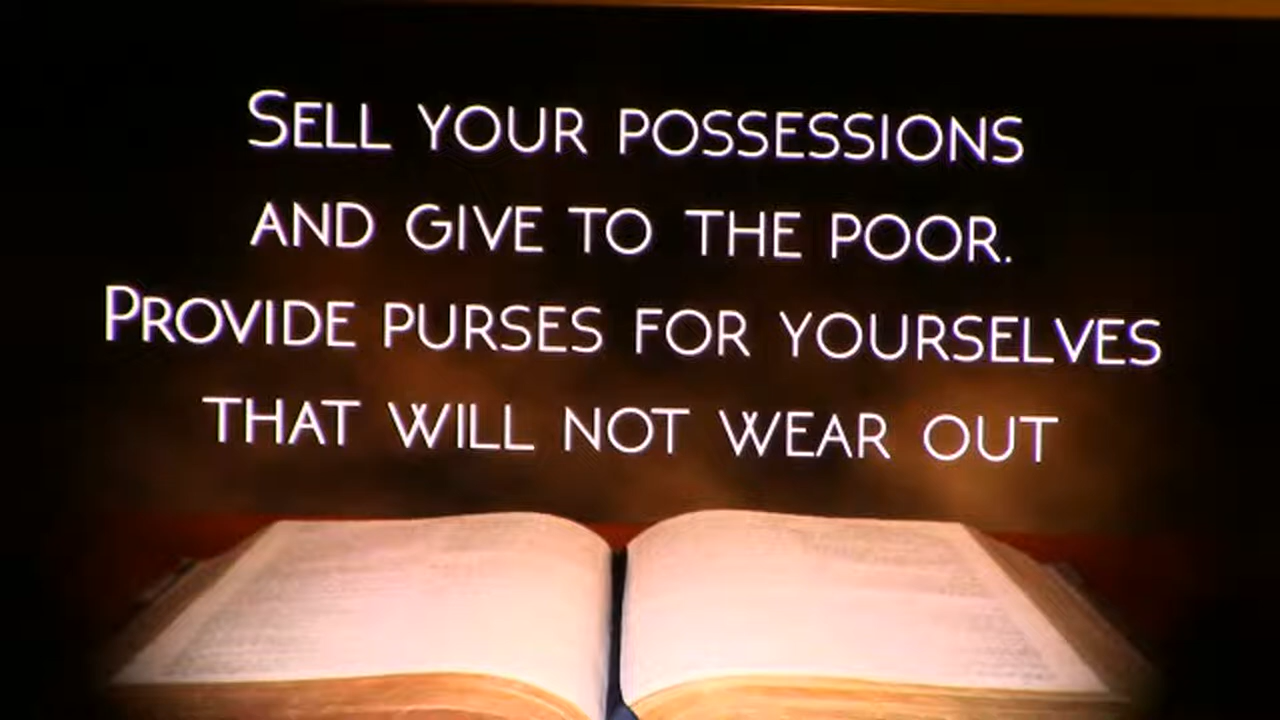 Sell your possessions
and give to the poor.
Provide purses for yourselves
that will not wear out